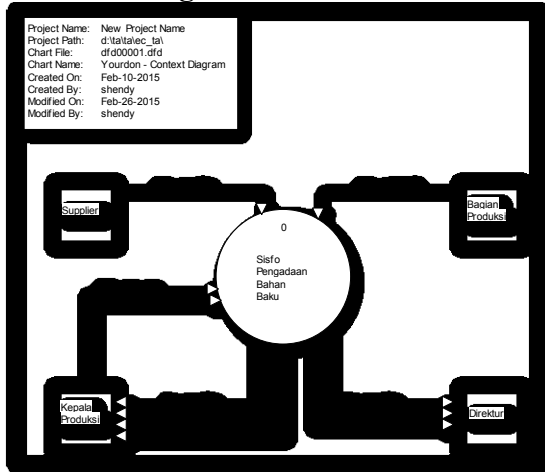 Project Name: New Project Name
Project Path: d:\ta\ta\ec_ta\
Chart File: dfd00001.dfd
Chart Name: Yourdon - Context Diagram
Created On: Feb-10-2015
Created By: shendy
Modified On: Feb-26-2015
Modified By: shendy
Supplier
Bagian
Produksi
0
Sisfo
Pengadaan
Bahan
Baku
Kepala
Produksi
Direktur